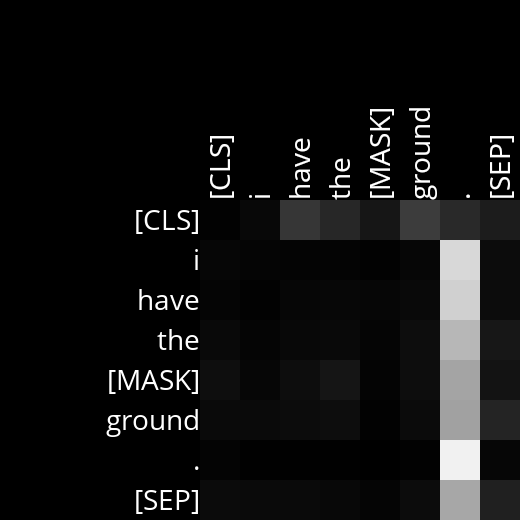 [CLS] i have the [MASK] ground . [SEP]
[CLS]
i
have
the
[MASK]
ground
.
[SEP]